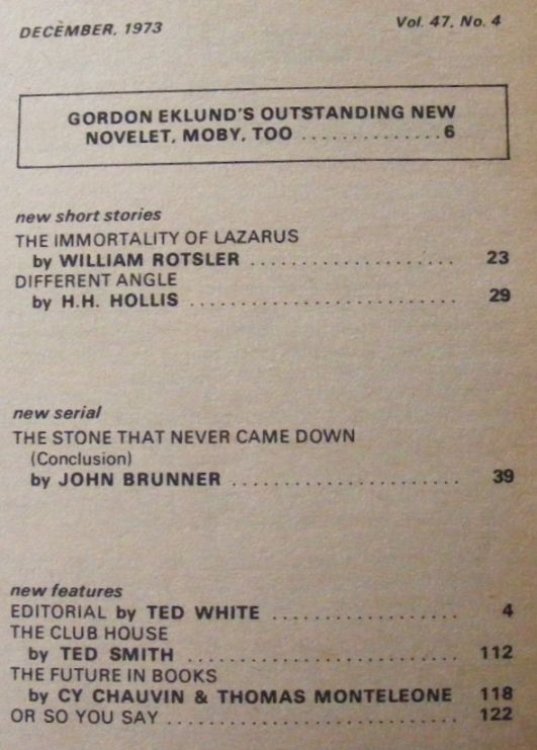 DECEMBER, 1973 Vol. 47, No. 4
GORDON EKLUND'S OUTSTANDING NEW
NOVELET, MOBY, TOO ..............6
new short stories
THE IMMORTALITY OF LAZARUS
by WILLIAM ROTSLER .................... 23
DIFFERENT ANGLE
by H.H. HOLLIS .......................... 29
new serial
THE STONE THAT NEVER CAME DOWN
(Conclusion)
by JOHN BRUNNER ...................... 39
new features
EDITORIAL by TED WHITE .................. 4
THE CLUB HOUSE
by TED SMITH .......................... 112
THE FUTURE IN BOOKS
by CY CHAUVIN & THOMAS MONTELEONE 118
OR SO YOU SAY ............................ 122